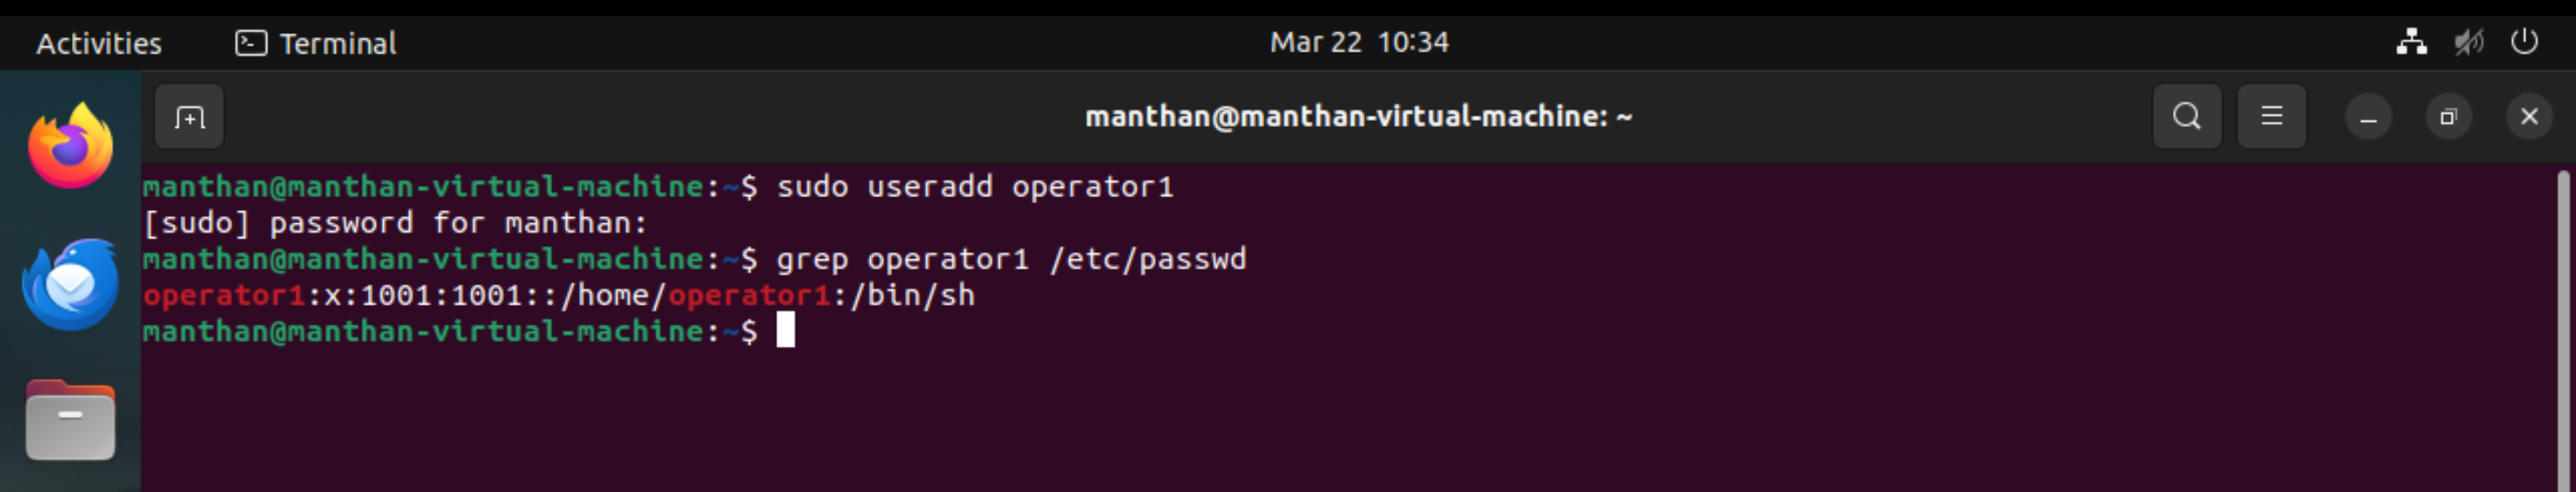 Activities Terminal Mar 22 10:34
manthan@manthan-virtual-machine: ~
manthan@manthan-virtual-machine:~$ sudo useradd operator1
[sudo] password for manthan:
manthan@manthan-virtual-machine:~$ grep operator1 /etc/passwd
operator1:x:1001:1001::/home/operator1:/bin/sh
manthan@manthan-virtual-machine:~$